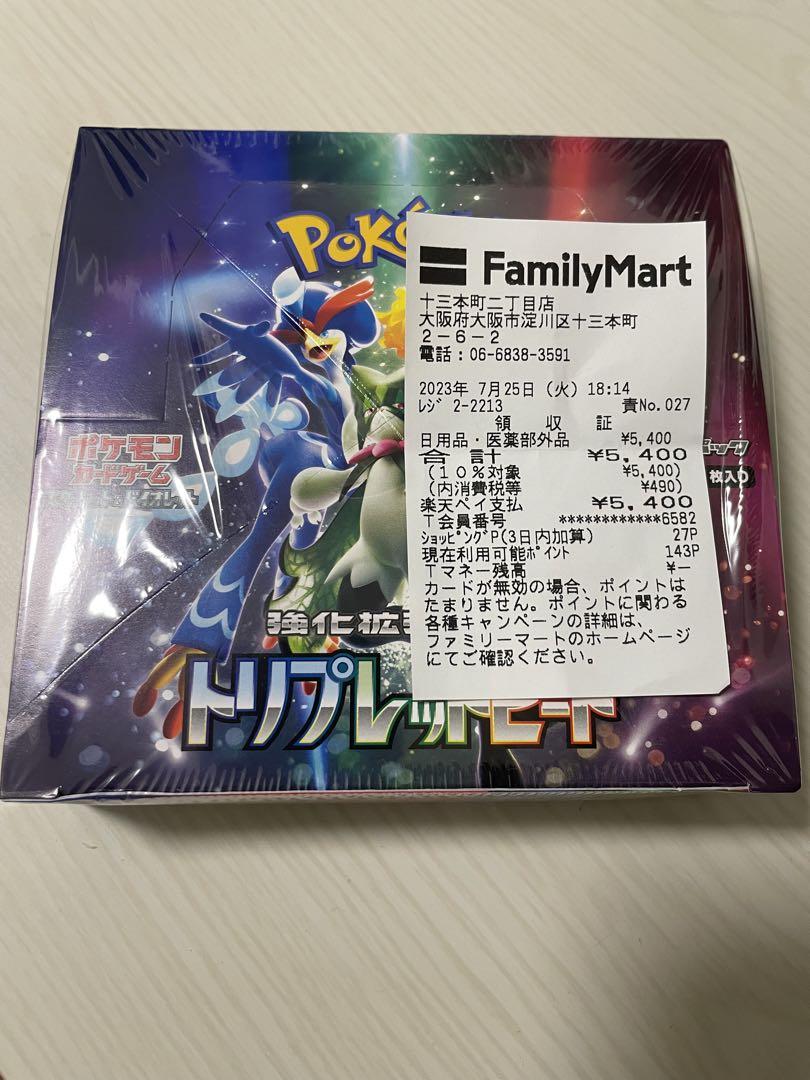 Poké
FamilyMart
十三本町二丁目店
大阪府大阪市淀川区十三本町
２－６－２
電話：06-6838-3591
2023年 7月25日（火）18:14
ﾚｼﾞ 2-2213 責No.027
領 収 証
日用品・医薬部外品 ¥5,400
合 計 ¥5,400
（１０％対象 ¥5,400）
（内消費税等 ¥490）
楽天ペイ支払 ¥5,400
Ｔ会員番号 ************6582
ｼｮｯﾋﾟﾝｸﾞP(3日内加算) 27P
現在利用可能ﾎﾟｲﾝﾄ 143P
Ｔマネー残高 ¥－
カードが無効の場合、ポイントは
たまりません。ポイントに関わる
各種キャンペーンの詳細は、
ファミリーマートのホームページ
にてご確認ください。
ポケモン
カードゲーム
枚入り
強化拡
トリプレットビート